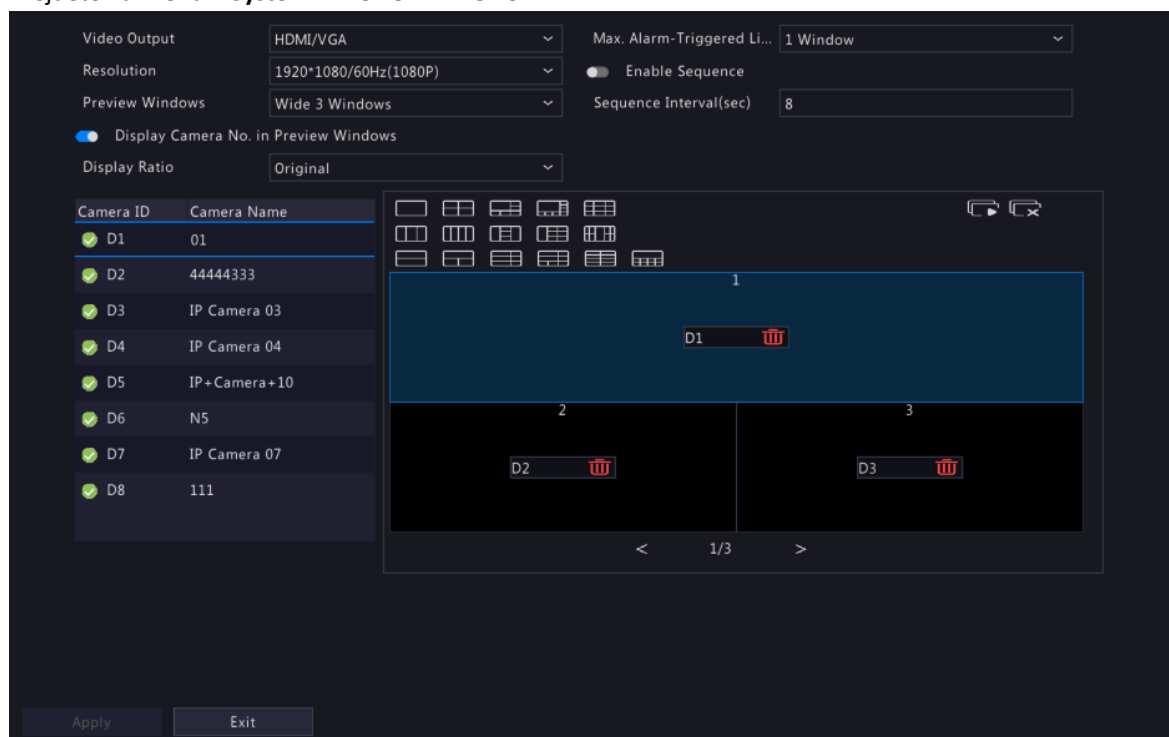 Video Output HDMI/VGA Max. Alarm-Triggered Li... 1 Window
Resolution 1920*1080/60Hz(1080P) Enable Sequence
Preview Windows Wide 3 Windows Sequence Interval(sec) 8
Display Camera No. in Preview Windows
Display Ratio Original
Camera ID Camera Name
D1 01
D2 44444333
D3 IP Camera 03
D4 IP Camera 04
D5 IP+Camera+10
D6 N5
D7 IP Camera 07
D8 111
1
D1
2 3
D2 D3
< 1/3 >
Apply Exit